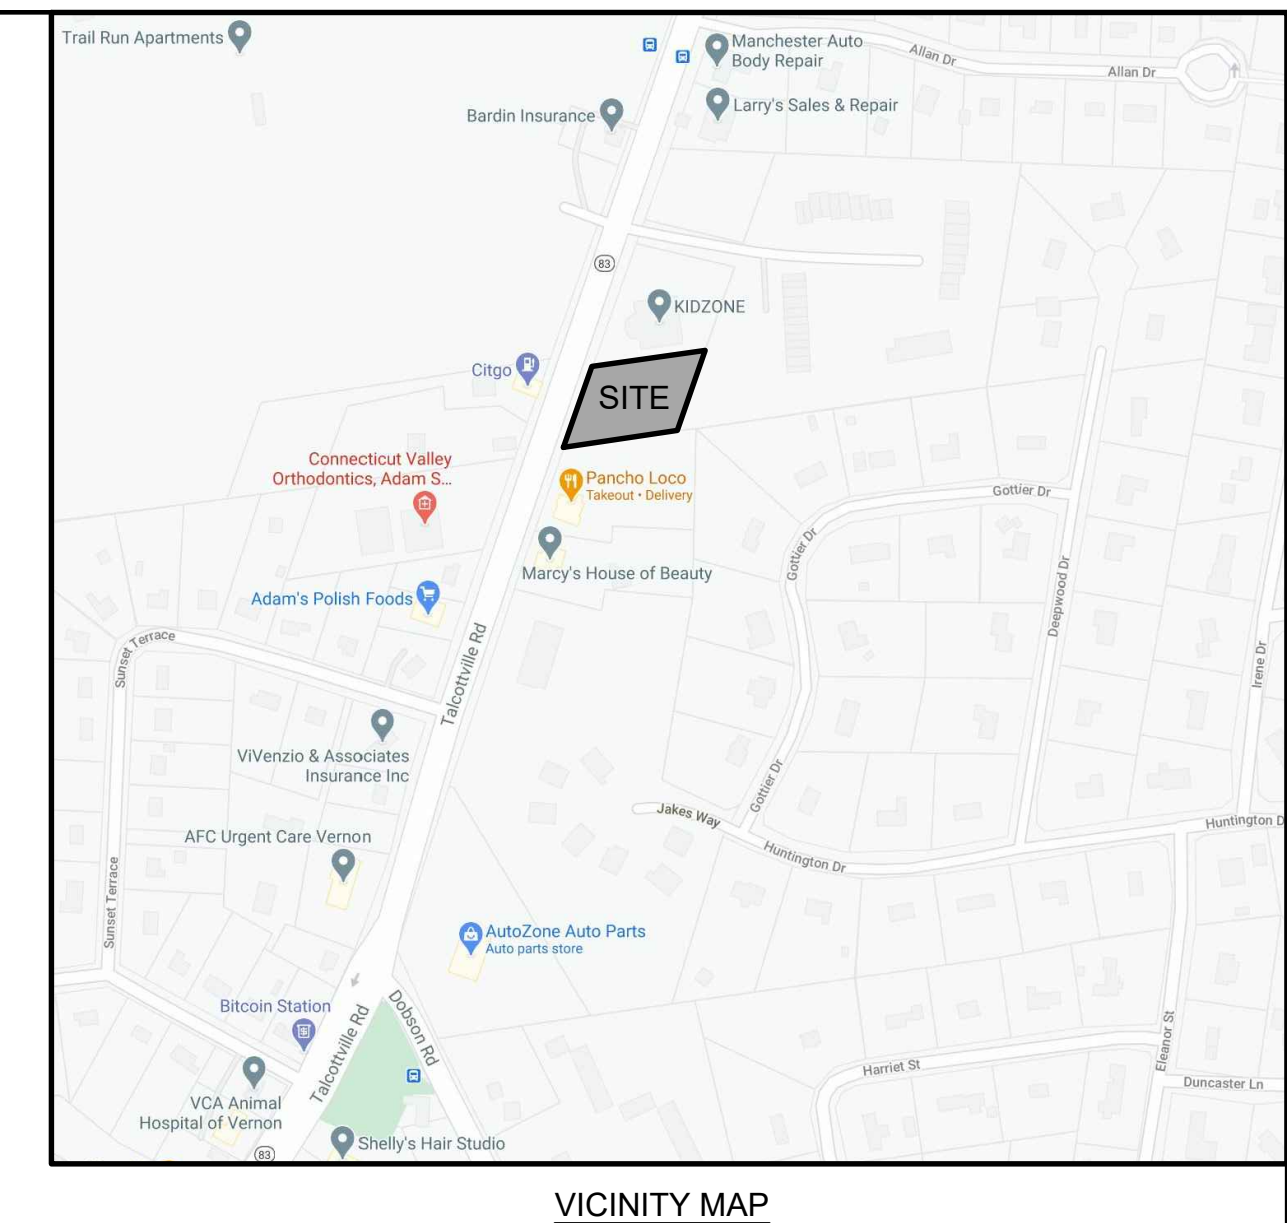 Trail Run Apartments
Manchester Auto
Body Repair
Allan Dr
Allan Dr
Bardin Insurance
Larry's Sales & Repair
83
KIDZONE
Citgo
SITE
Connecticut Valley
Orthodontics, Adam S...
Pancho Loco
Takeout • Delivery
Gottier Dr
Gottier Dr
Marcy's House of Beauty
Adam's Polish Foods
Deepwood Dr
Sunset Terrace
Irene Dr
Talcottville Rd
ViVenzio & Associates
Insurance Inc
Gottier Dr
Jakes Way
Huntington D
AFC Urgent Care Vernon
Huntington Dr
Sunset Terrace
AutoZone Auto Parts
Auto parts store
Bitcoin Station
Dobson Rd
Talcottville Rd
Eleanor St
Harriet St
Duncaster Ln
VCA Animal
Hospital of Vernon
Shelly's Hair Studio
83
VICINITY MAP